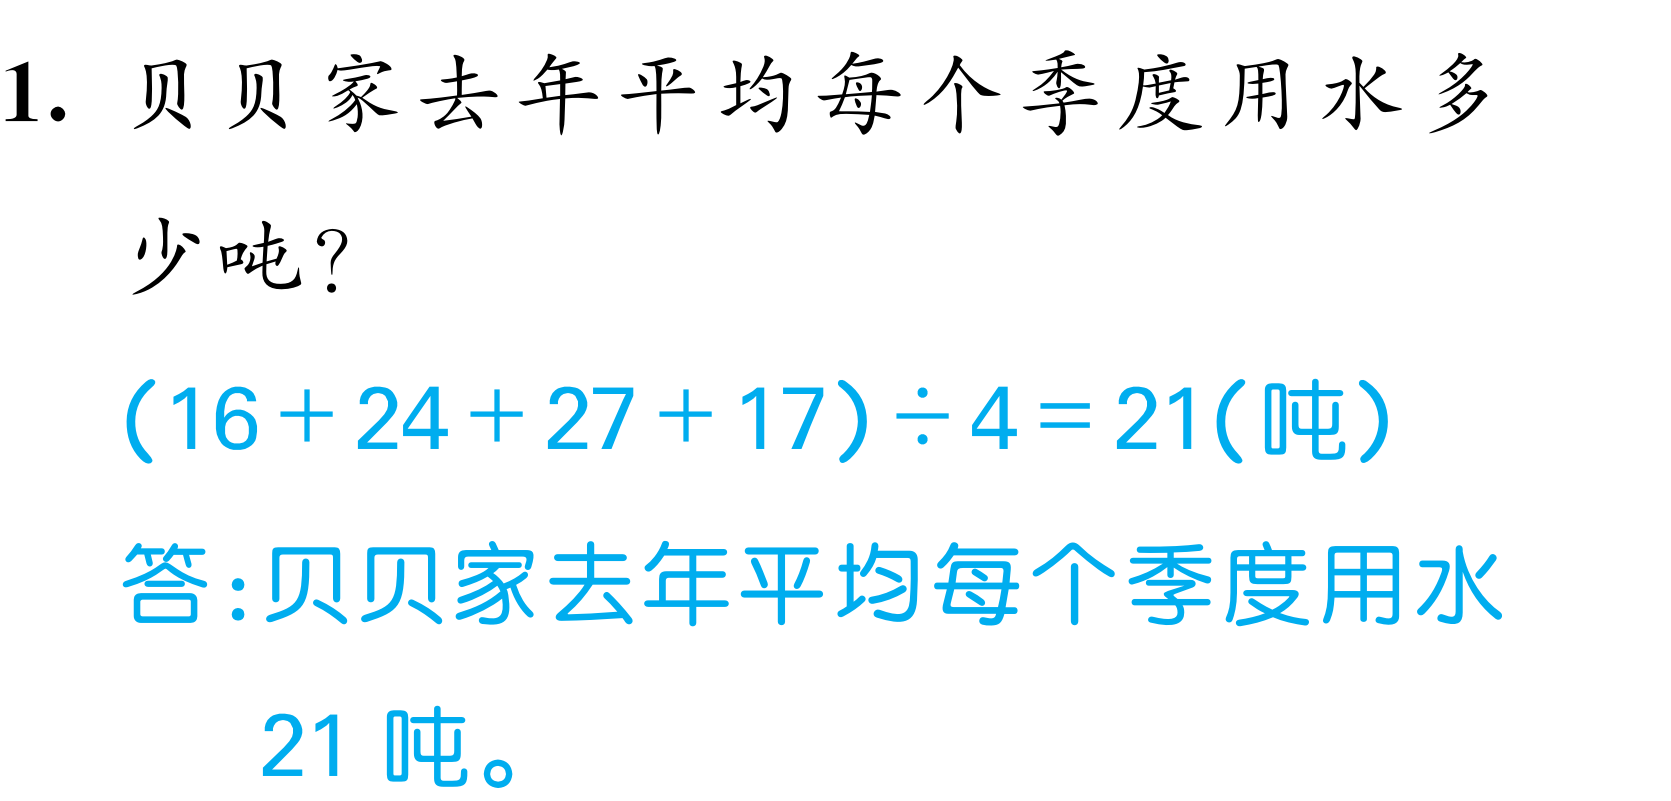 1. 贝贝家去年平均每个季度用水多
少吨?
(16+24+27+17)÷4=21(吨)
答:贝贝家去年平均每个季度用水
21 吨。